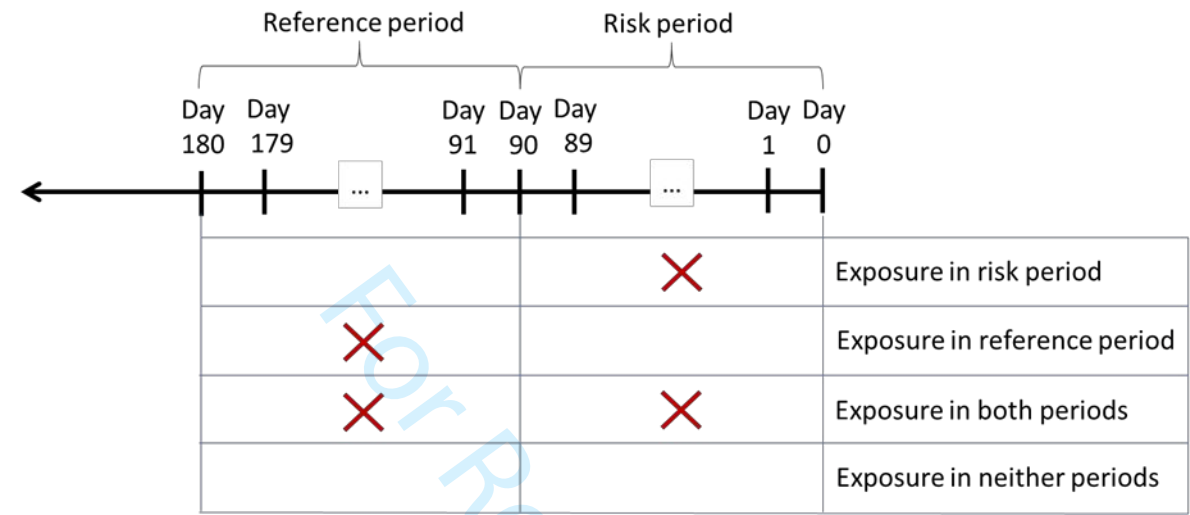 Reference period
Risk period
Day Day Day Day Day Day Day
180 179 91 90 89 1 0
... ...
Exposure in risk period
Exposure in reference period
Exposure in both periods
Exposure in neither periods
For